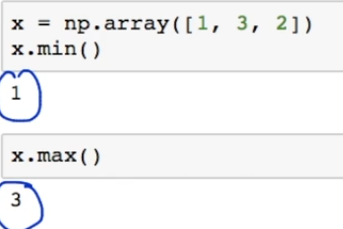 x = np.array([1, 3, 2])
x.min()
1
x.max()
3